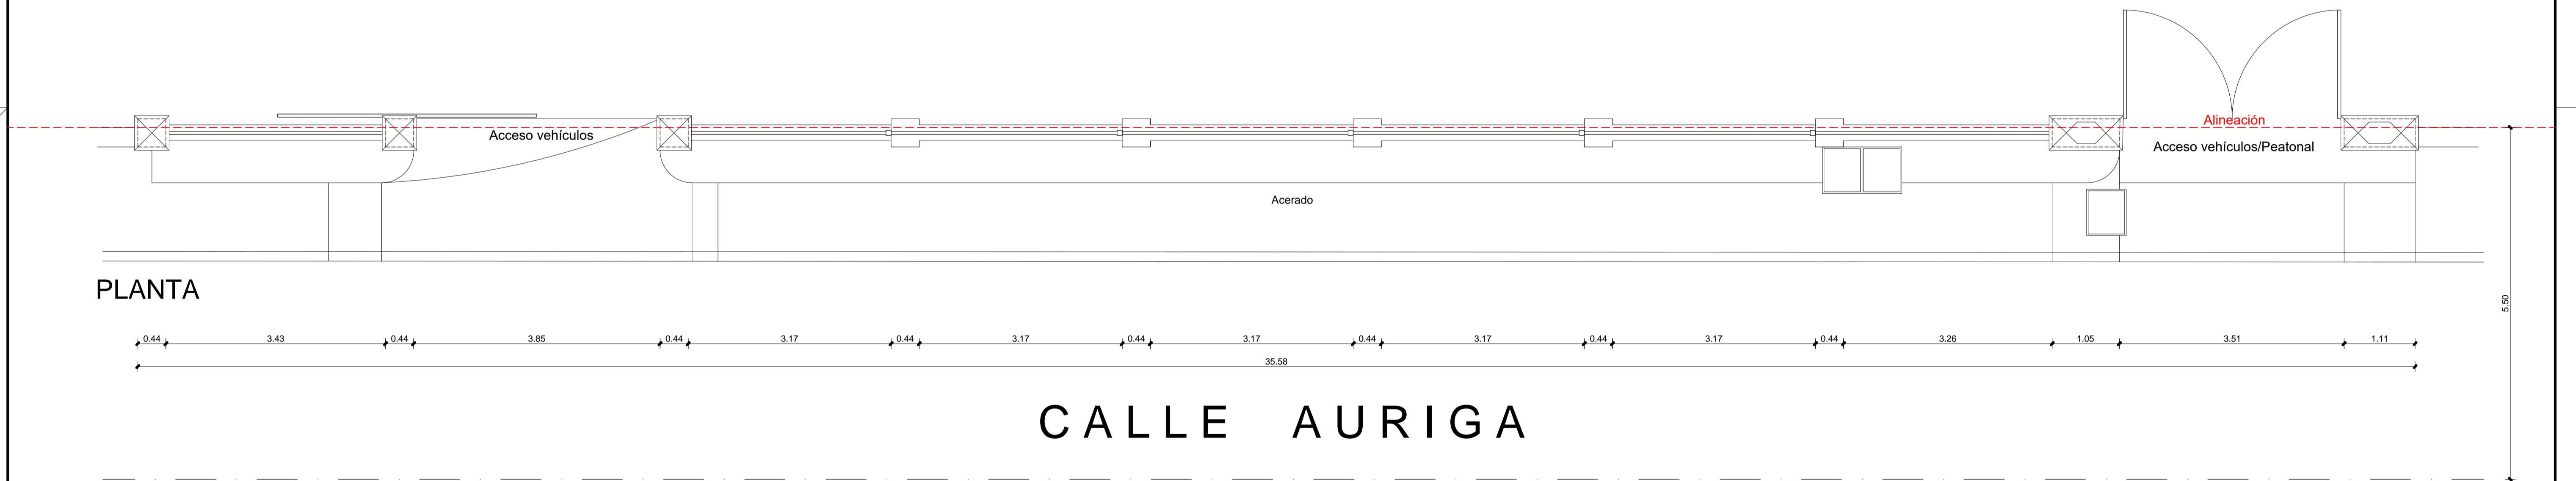 Alineación
Acceso vehículos
Acceso vehículos/Peatonal
Acerado
PLANTA
5.50
0.44 3.43 0.44 3.85 0.44 3.17 0.44 3.17 0.44 3.17 0.44 3.17 0.44 3.17 0.44 3.26 1.05 3.51 1.11
35.58
CALLE AURIGA